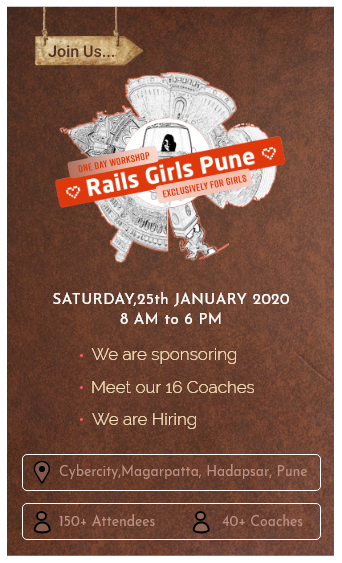 Join Us...
ONE DAY WORKSHOP
Rails Girls Pune
EXCLUSIVELY FOR GIRLS
SATURDAY,25th JANUARY 2020
8 AM to 6 PM
• We are sponsoring
• Meet our 16 Coaches
• We are Hiring
Cybercity,Magarpatta, Hadapsar, Pune
150+ Attendees 40+ Coaches